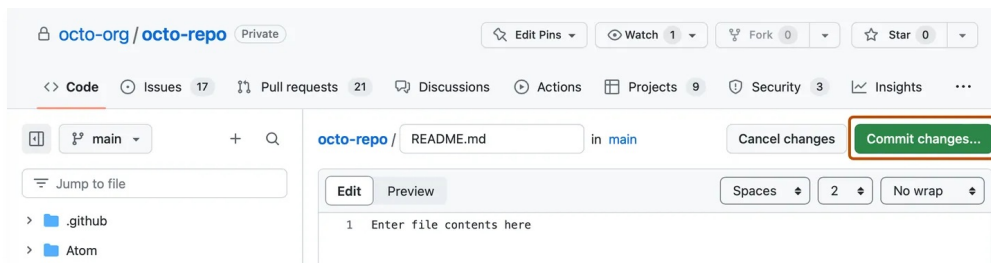 octo-org / octo-repo Private Edit Pins Watch 1 Fork 0 Star 0
Code Issues 17 Pull requests 21 Discussions Actions Projects 9 Security 3 Insights ...
main octo-repo / README.md in main Cancel changes Commit changes...
Jump to file Edit Preview Spaces 2 No wrap
.github 1 Enter file contents here
Atom